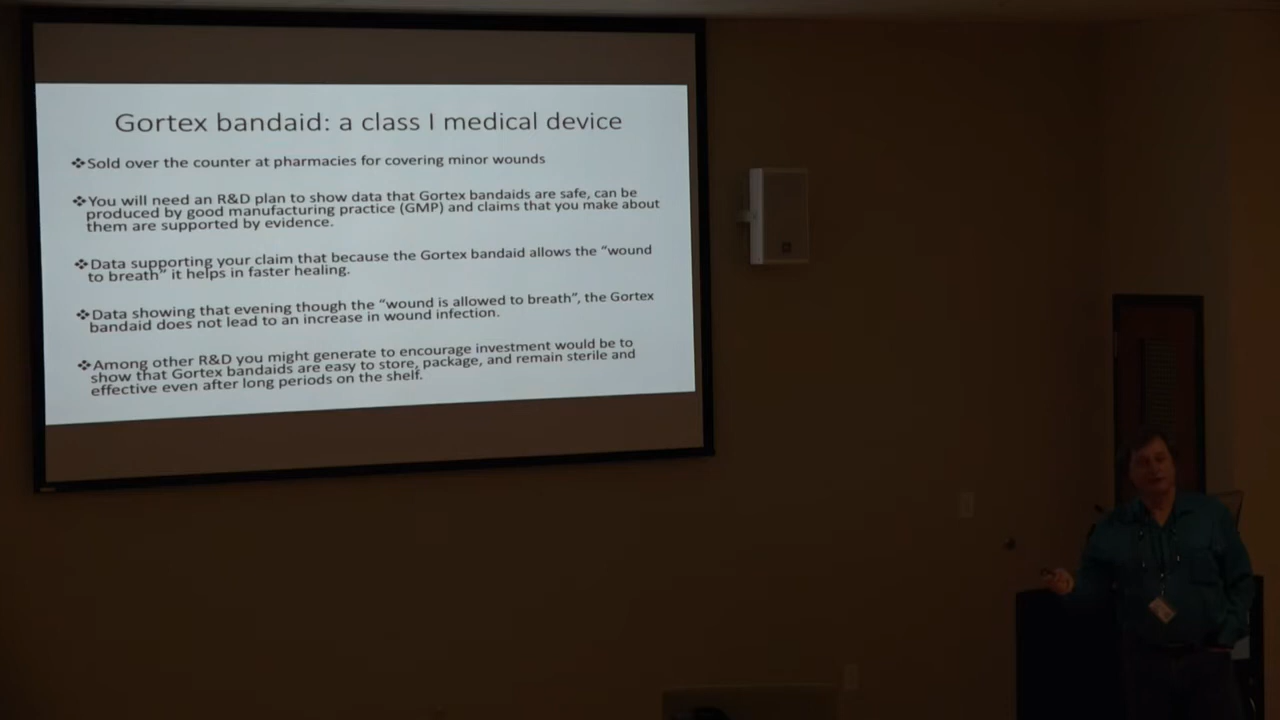 Gortex bandaid: a class I medical device
❖Sold over the counter at pharmacies for covering minor wounds
❖You will need an R&D plan to show data that Gortex bandaids are safe, can be
produced by good manufacturing practice (GMP) and claims that you make about
them are supported by evidence.
❖Data supporting your claim that because the Gortex bandaid allows the “wound
to breath” it helps in faster healing.
❖Data showing that evening though the “wound is allowed to breath”, the Gortex
bandaid does not lead to an increase in wound infection.
❖Among other R&D you might generate to encourage investment would be to
show that Gortex bandaids are easy to store, package, and remain sterile and
effective even after long periods on the shelf.